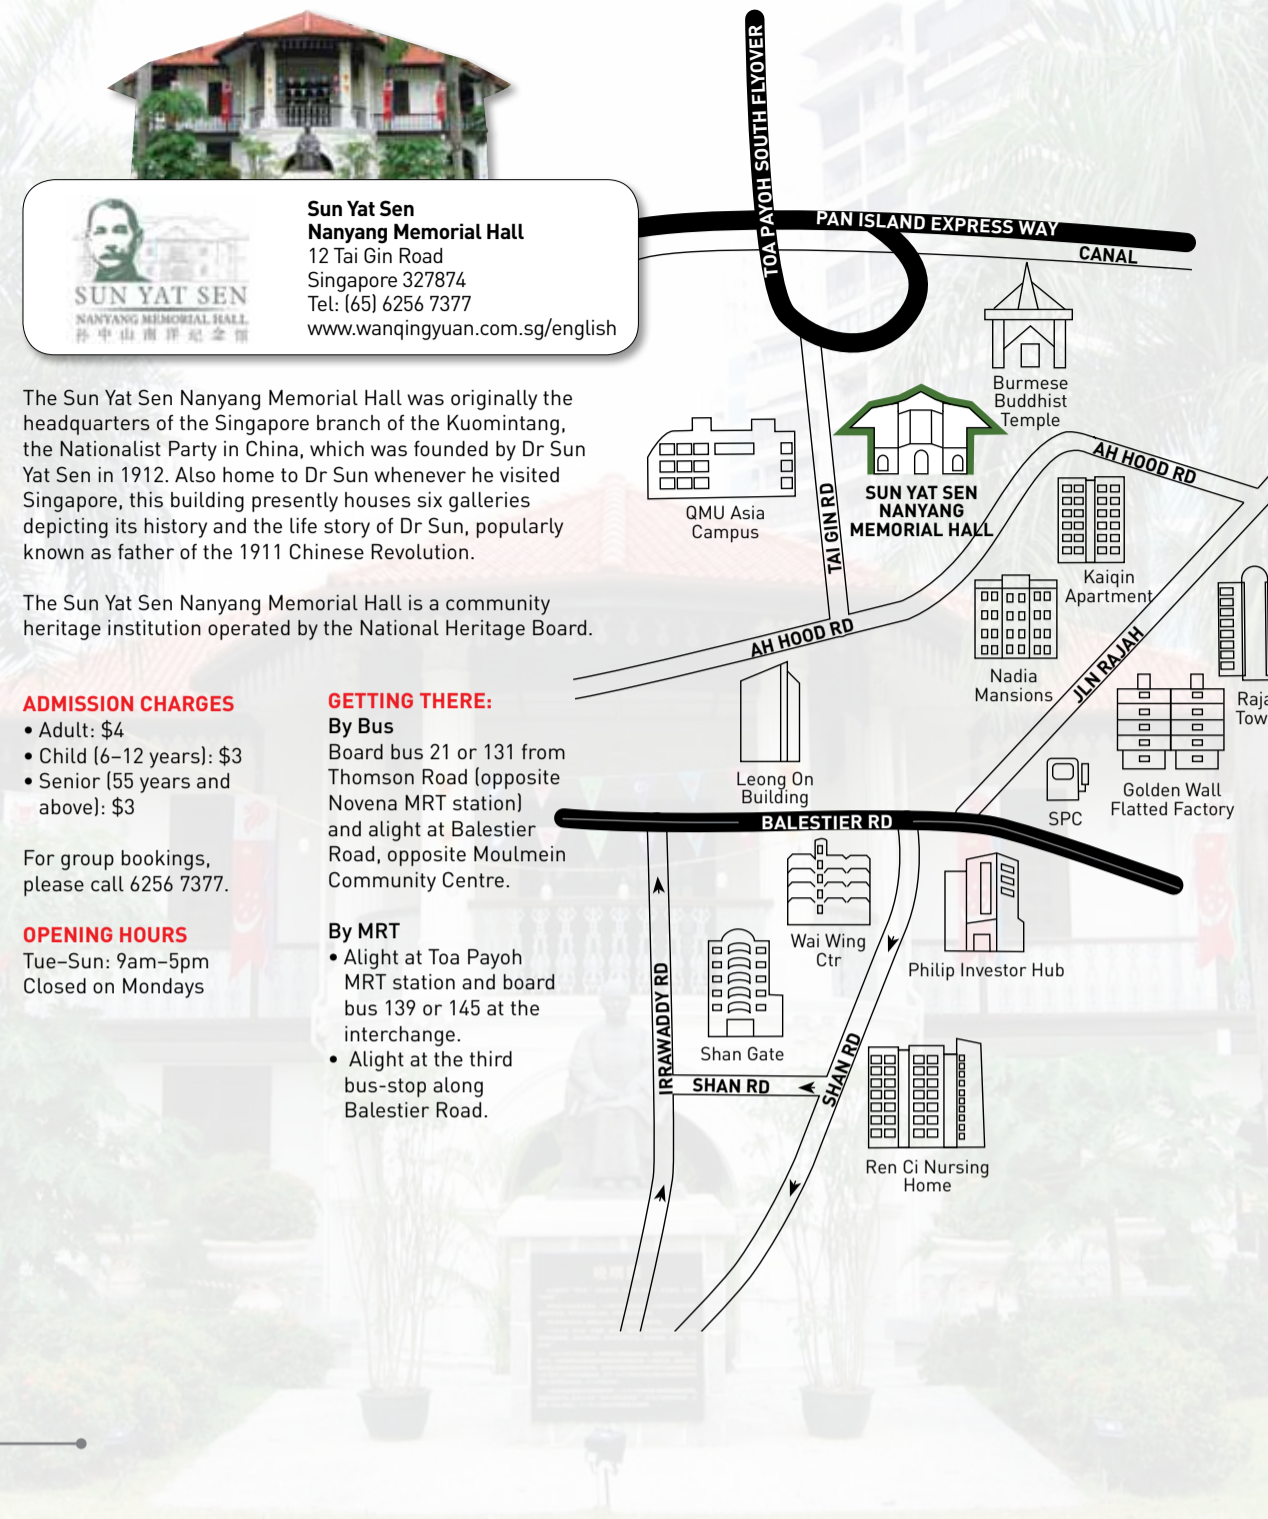 SUN YAT SEN
NANYANG MEMORIAL HALL
孙中山南洋纪念馆
Sun Yat Sen
Nanyang Memorial Hall
12 Tai Gin Road
Singapore 327874
Tel: (65) 6256 7377
www.wanqingyuan.com.sg/english
The Sun Yat Sen Nanyang Memorial Hall was originally the
headquarters of the Singapore branch of the Kuomintang,
the Nationalist Party in China, which was founded by Dr Sun
Yat Sen in 1912. Also home to Dr Sun whenever he visited
Singapore, this building presently houses six galleries
depicting its history and the life story of Dr Sun, popularly
known as father of the 1911 Chinese Revolution.
The Sun Yat Sen Nanyang Memorial Hall is a community
heritage institution operated by the National Heritage Board.
ADMISSION CHARGES
• Adult: $4
• Child (6–12 years): $3
• Senior (55 years and
above): $3
For group bookings,
please call 6256 7377.
OPENING HOURS
Tue–Sun: 9am–5pm
Closed on Mondays
GETTING THERE:
By Bus
Board bus 21 or 131 from
Thomson Road (opposite
Novena MRT station)
and alight at Balestier
Road, opposite Moulmein
Community Centre.
By MRT
• Alight at Toa Payoh
MRT station and board
bus 139 or 145 at the
interchange.
• Alight at the third
bus-stop along
Balestier Road.
TOA PAYOH SOUTH FLYOVER
PAN ISLAND EXPRESS WAY
CANAL
Burmese
Buddhist
Temple
AH HOOD RD
QMU Asia
Campus
TAI GIN RD
SUN YAT SEN
NANYANG
MEMORIAL HALL
Kaiqin
Apartment
AH HOOD RD
Nadia
Mansions
JLN RAJAH
Raja
Tow
Leong On
Building
SPC
Golden Wall
Flatted Factory
BALESTIER RD
Wai Wing
Ctr
Philip Investor Hub
IRRAWADDY RD
Shan Gate
SHAN RD
SHAN RD
Ren Ci Nursing
Home